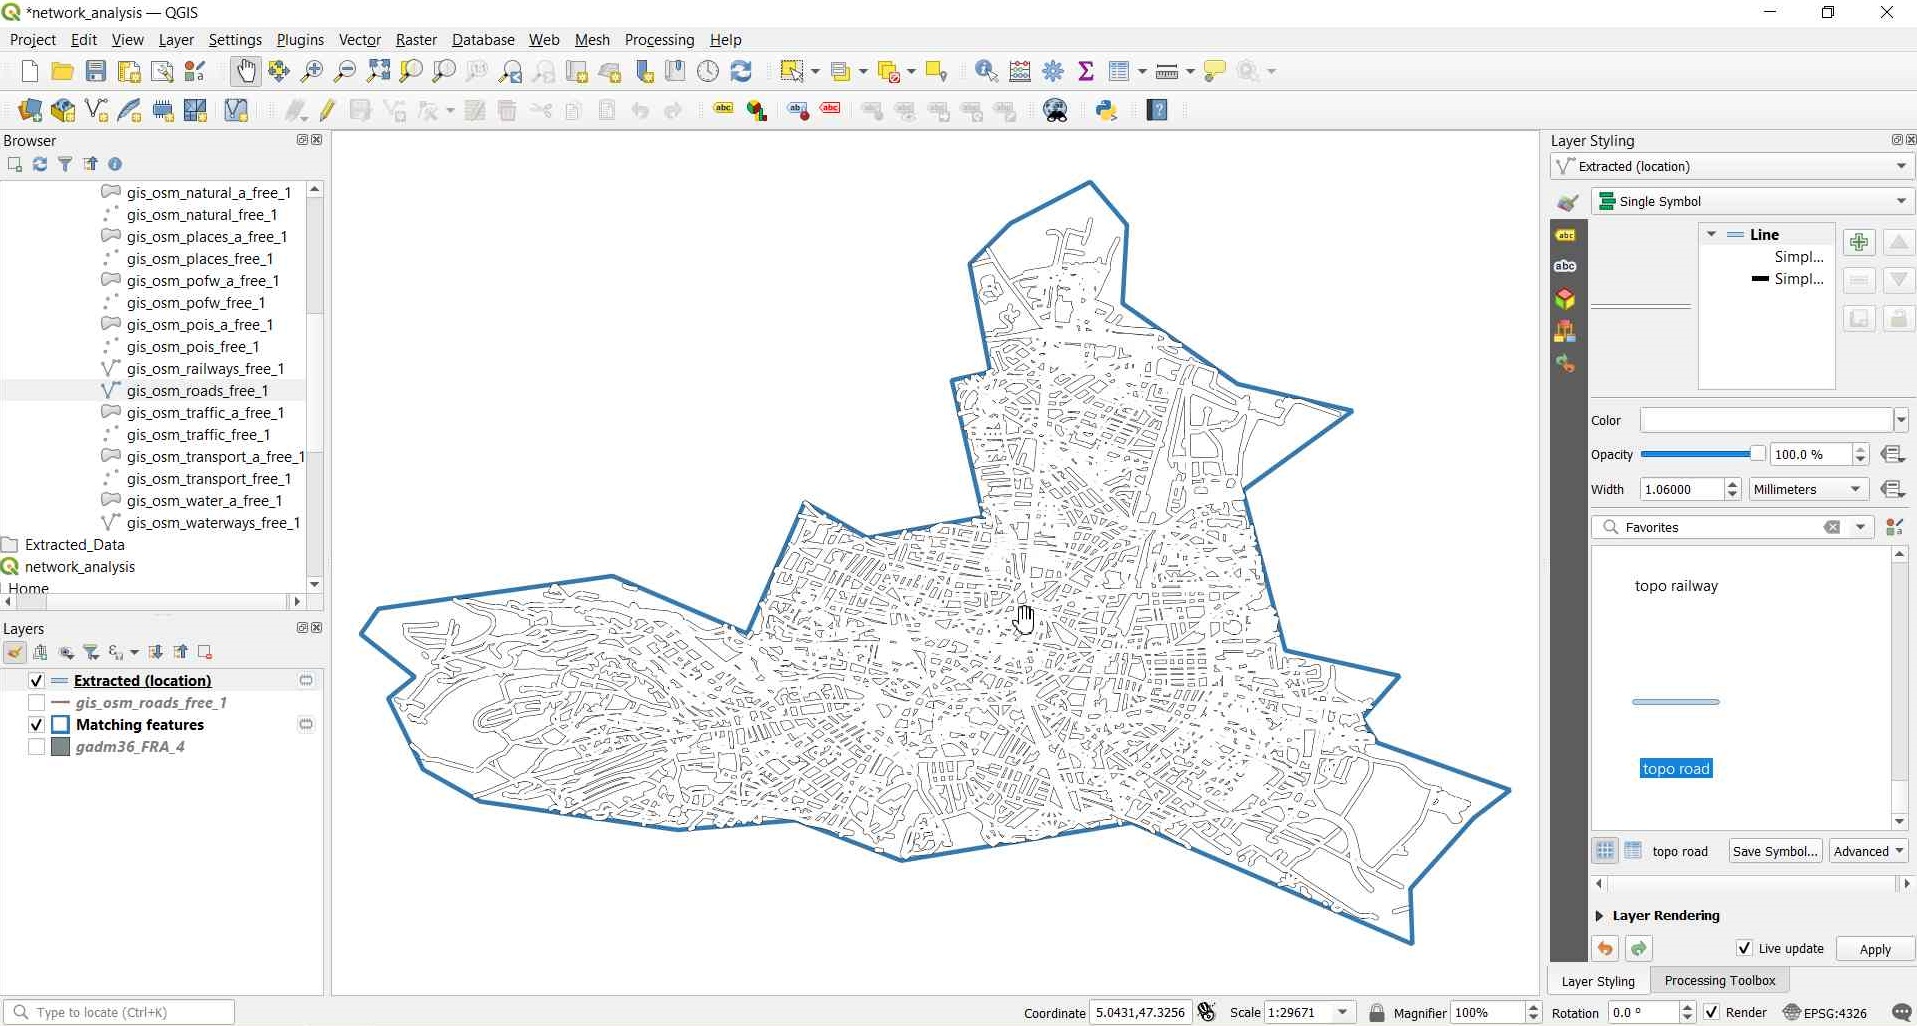 *network_analysis — QGIS
Project Edit View Layer Settings Plugins Vector Raster Database Web Mesh Processing Help
Browser
gis_osm_natural_a_free_1
gis_osm_natural_free_1
gis_osm_places_a_free_1
gis_osm_places_free_1
gis_osm_pofw_a_free_1
gis_osm_pofw_free_1
gis_osm_pois_a_free_1
gis_osm_pois_free_1
gis_osm_railways_free_1
gis_osm_roads_free_1
gis_osm_traffic_a_free_1
gis_osm_traffic_free_1
gis_osm_transport_a_free_1
gis_osm_transport_free_1
gis_osm_water_a_free_1
gis_osm_waterways_free_1
Extracted_Data
network_analysis
Home
Layers
Extracted (location)
gis_osm_roads_free_1
Matching features
gadm36_FRA_4
Layer Styling
Extracted (location)
Single Symbol
Line
Simpl...
Simpl...
Color
Opacity 100.0 %
Width 1.06000 Millimeters
Favorites
topo railway
topo road
topo road Save Symbol... Advanced
Layer Rendering
Live update Apply
Layer Styling Processing Toolbox
Type to locate (Ctrl+K) Coordinate 5.0431,47.3256 Scale 1:29671 Magnifier 100% Rotation 0.0 ° Render EPSG:4326